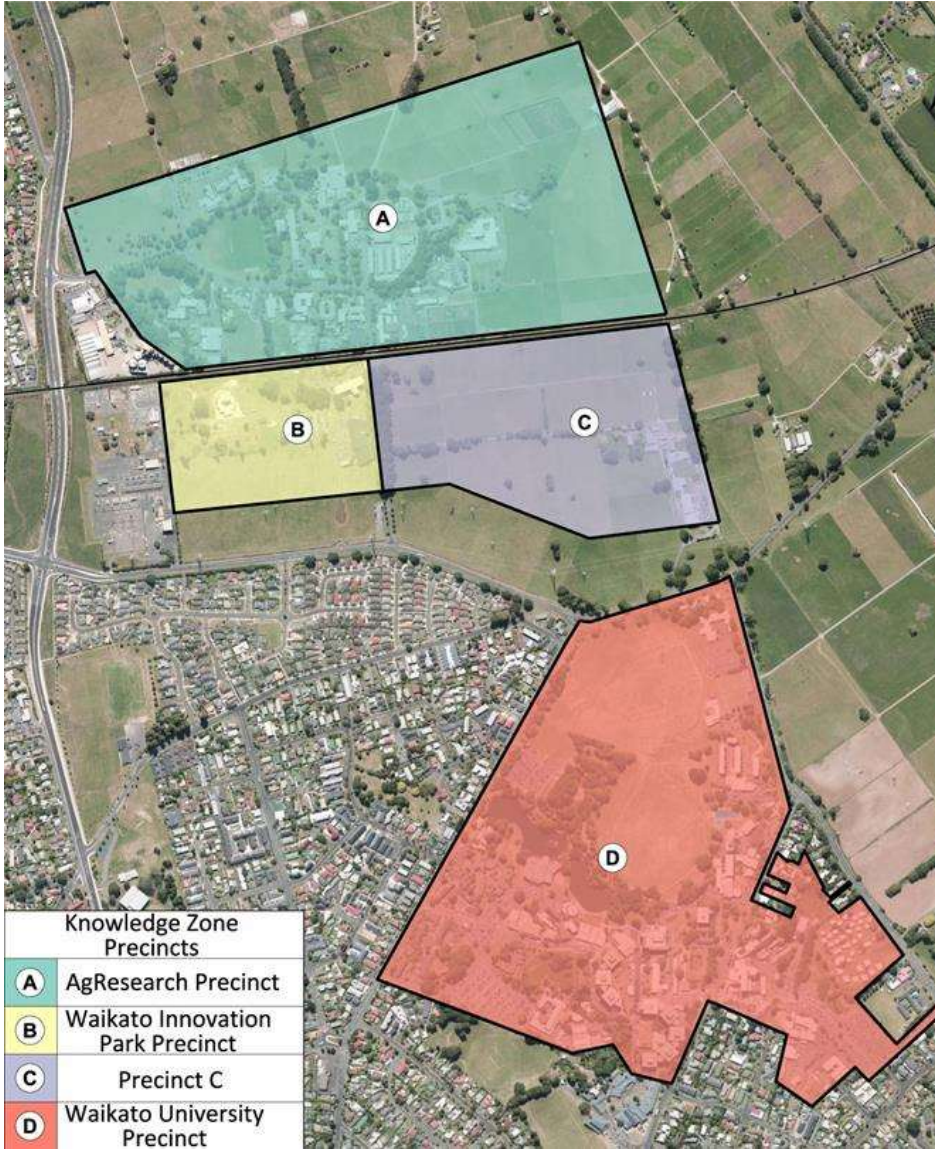 A
B
C
D
Knowledge Zone
Precincts
A AgResearch Precinct
B Waikato Innovation
Park Precinct
C Precinct C
D Waikato University
Precinct